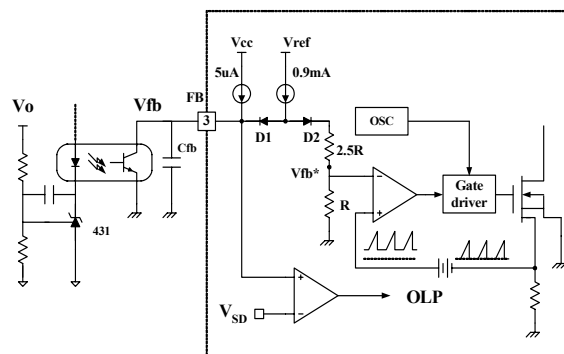 Vcc
Vref
5uA
0.9mA
FB
Vo
Vfb
3
D1
D2
OSC
Cfb
2.5R
Vfb*
R
Gate
driver
431
V_SD
OLP
+
-
+
-